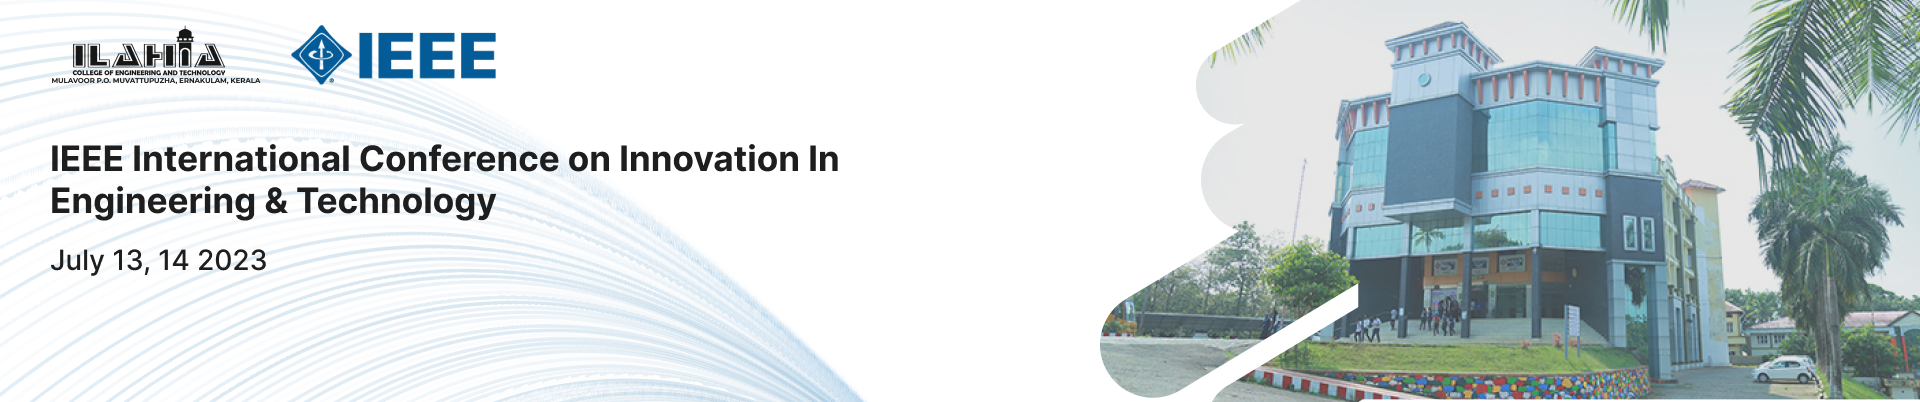 ILAHIA
COLLEGE OF ENGINEERING AND TECHNOLOGY
MULAVOOR P.O. MUVATTUPUZHA, ERNAKULAM, KERALA
IEEE
IEEE International Conference on Innovation In
Engineering & Technology
July 13, 14 2023